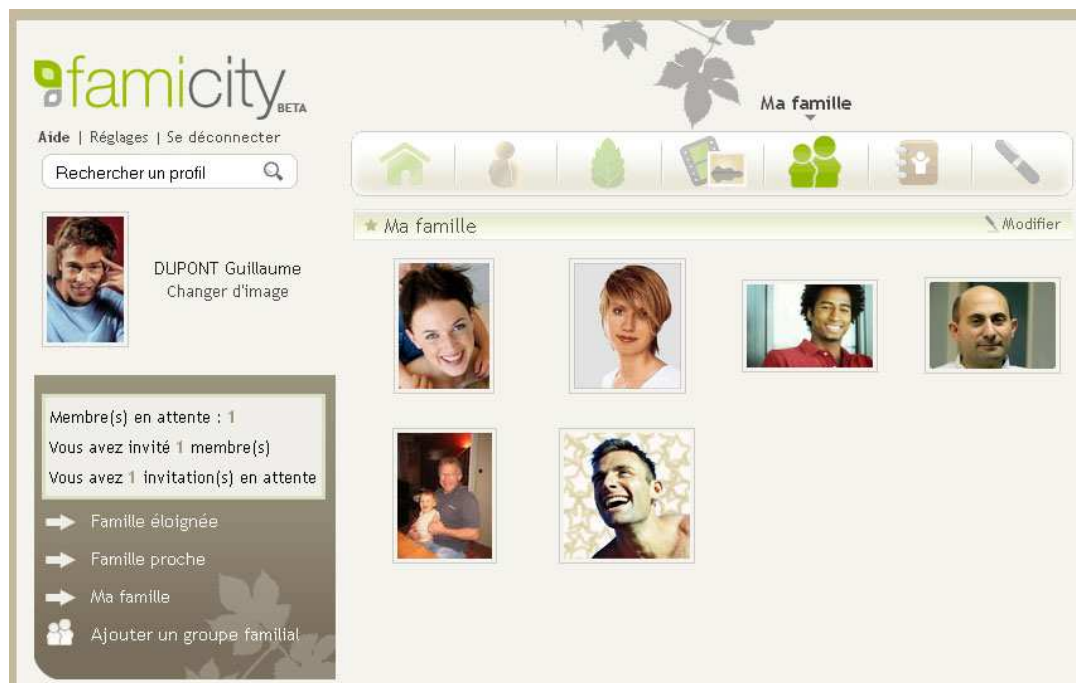 famicity
BETA
Aide | Réglages | Se déconnecter
Rechercher un profil
Ma famille
Ma famille
Modifier
DUPONT Guillaume
Changer d'image
Membre(s) en attente : 1
Vous avez invité 1 membre(s)
Vous avez 1 invitation(s) en attente
Famille éloignée
Famille proche
Ma famille
Ajouter un groupe familial